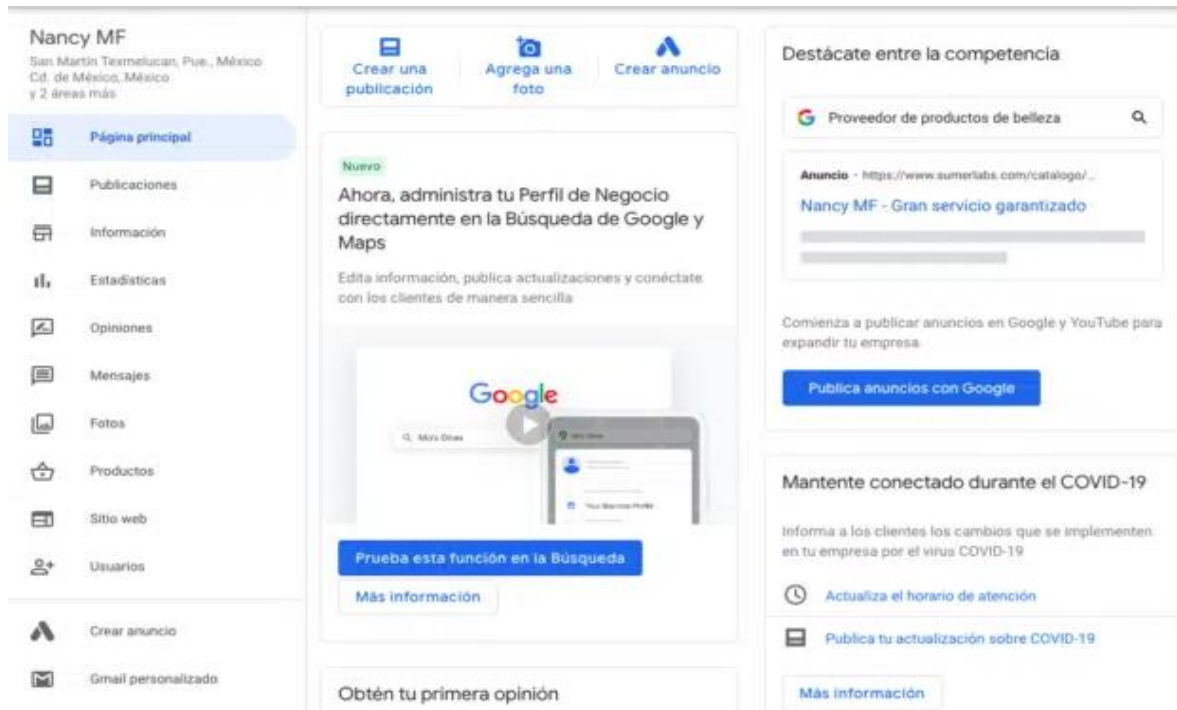 Nancy MF
San Martín Texmelucan, Pue., México
Cd. de México, México
y 2 áreas más
Página principal
Publicaciones
Información
Estadísticas
Opiniones
Mensajes
Fotos
Productos
Sitio web
Usuarios
Crear anuncio
Gmail personalizado
Crear una
publicación
Agrega una
foto
Crear anuncio
Nuevo
Ahora, administra tu Perfil de Negocio
directamente en la Búsqueda de Google y
Maps
Edita información, publica actualizaciones y conéctate
con los clientes de manera sencilla
Google
Mo's Diner
Your Business Profile
Prueba esta función en la Búsqueda
Más información
Obtén tu primera opinión
Destácate entre la competencia
Proveedor de productos de belleza
Anuncio - https://www.sumerlabs.com/catalogo/...
Nancy MF - Gran servicio garantizado
Comienza a publicar anuncios en Google y YouTube para
expandir tu empresa.
Publica anuncios con Google
Mantente conectado durante el COVID-19
Informa a los clientes los cambios que se implementen
en tu empresa por el virus COVID-19
Actualiza el horario de atención
Publica tu actualización sobre COVID-19
Más información